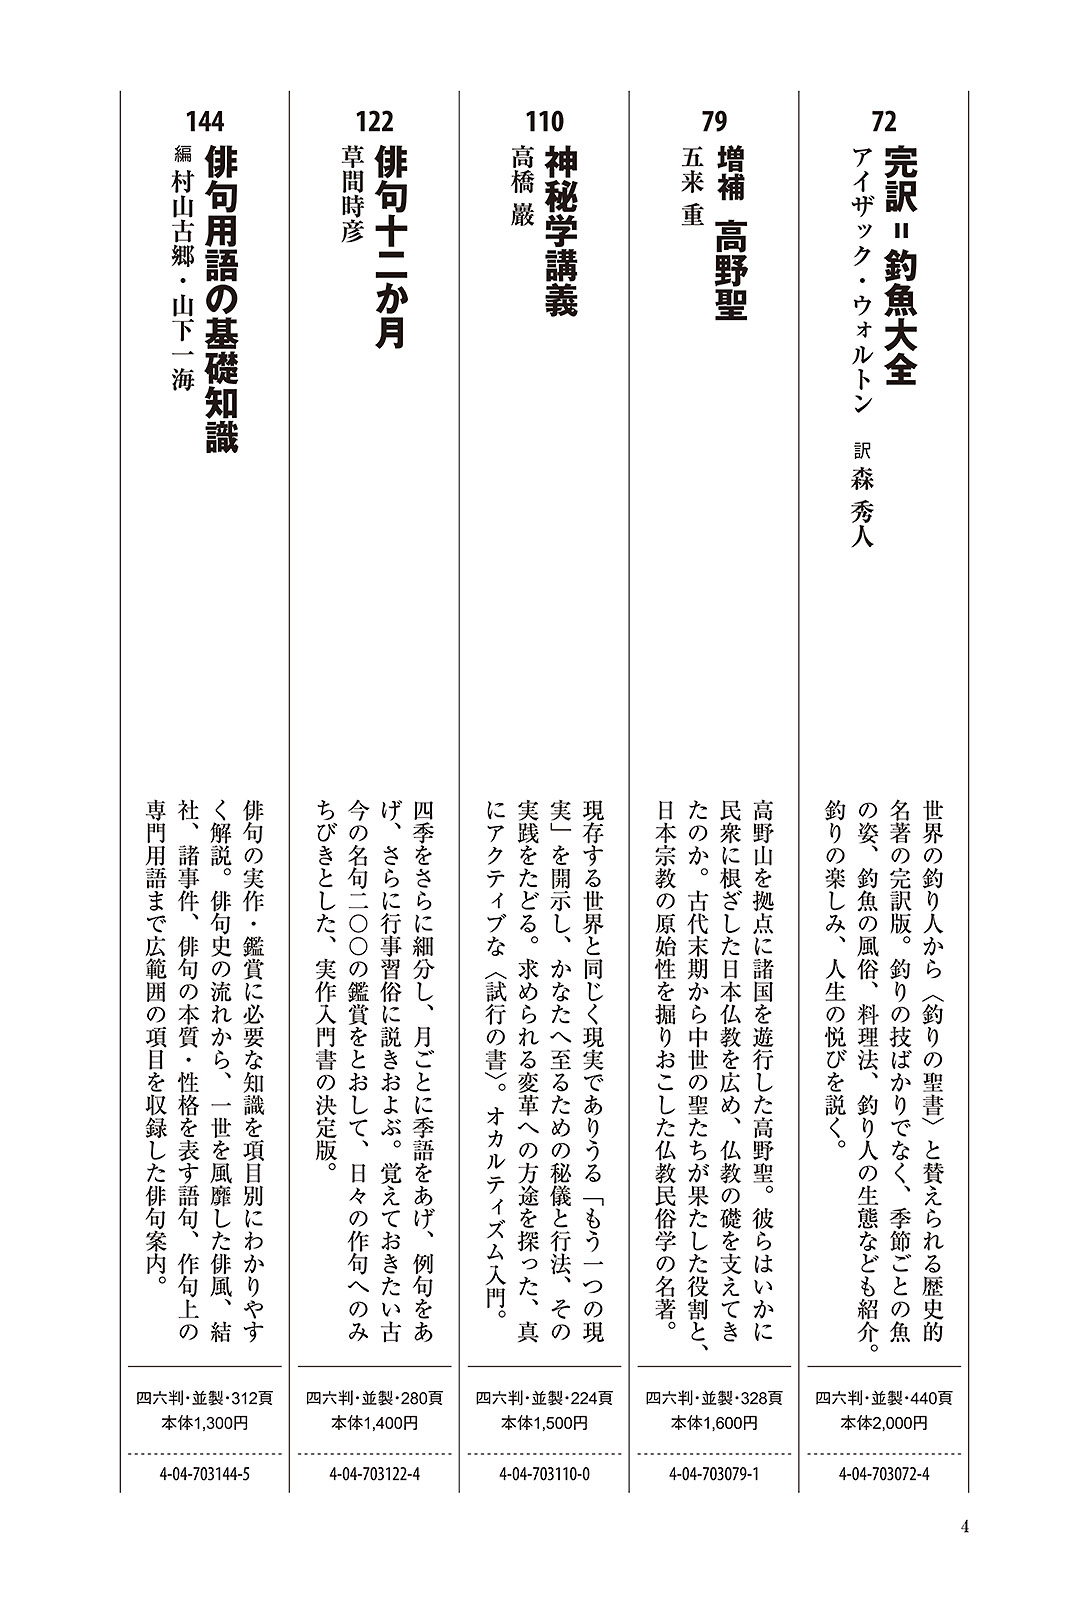 72
完訳=釣魚大全
アイザック・ウォルトン 訳 森 秀人
世界の釣り人から〈釣りの聖書〉と賛えられる歴史的
名著の完訳版。釣りの技ばかりでなく、季節ごとの魚
の姿、釣魚の風俗、料理法、釣り人の生態なども紹介。
釣りの楽しみ、人生の悦びを説く。
四六判・並製・440頁
本体2,000円
4-04-703072-4
79
増補 高野聖
五来 重
高野山を拠点に諸国を遊行した高野聖。彼らはいかに
民衆に根ざした日本仏教を広め、仏教の礎を支えてき
たのか。古代末期から中世の聖たちが果たした役割と、
日本宗教の原始性を掘りおこした仏教民俗学の名著。
四六判・並製・328頁
本体1,600円
4-04-703079-1
110
神秘学講義
高橋 巖
現存する世界と同じく現実でありうる「もう一つの現
実」を開示し、かなたへ至るための秘儀と行法、その
実践をたどる。求められる変革への方途を探った、真
にアクティブな〈試行の書〉。オカルティズム入門。
四六判・並製・224頁
本体1,500円
4-04-703110-0
122
俳句十二か月
草間時彦
四季をさらに細分し、月ごとに季語をあげ、例句をあ
げ、さらに行事習俗に説きおよぶ。覚えておきたい古
今の名句二〇〇の鑑賞をとおして、日々の作句へのみ
ちびきとした、実作入門書の決定版。
四六判・並製・280頁
本体1,400円
4-04-703122-4
144
俳句用語の基礎知識
編 村山古郷・山下一海
俳句の実作・鑑賞に必要な知識を項目別にわかりやす
く解説。俳句史の流れから、一世を風靡した俳風、結
社、諸事件、俳句の本質・性格を表す語句、作句上の
専門用語まで広範囲の項目を収録した俳句案内。
四六判・並製・312頁
本体1,300円
4-04-703144-5
4